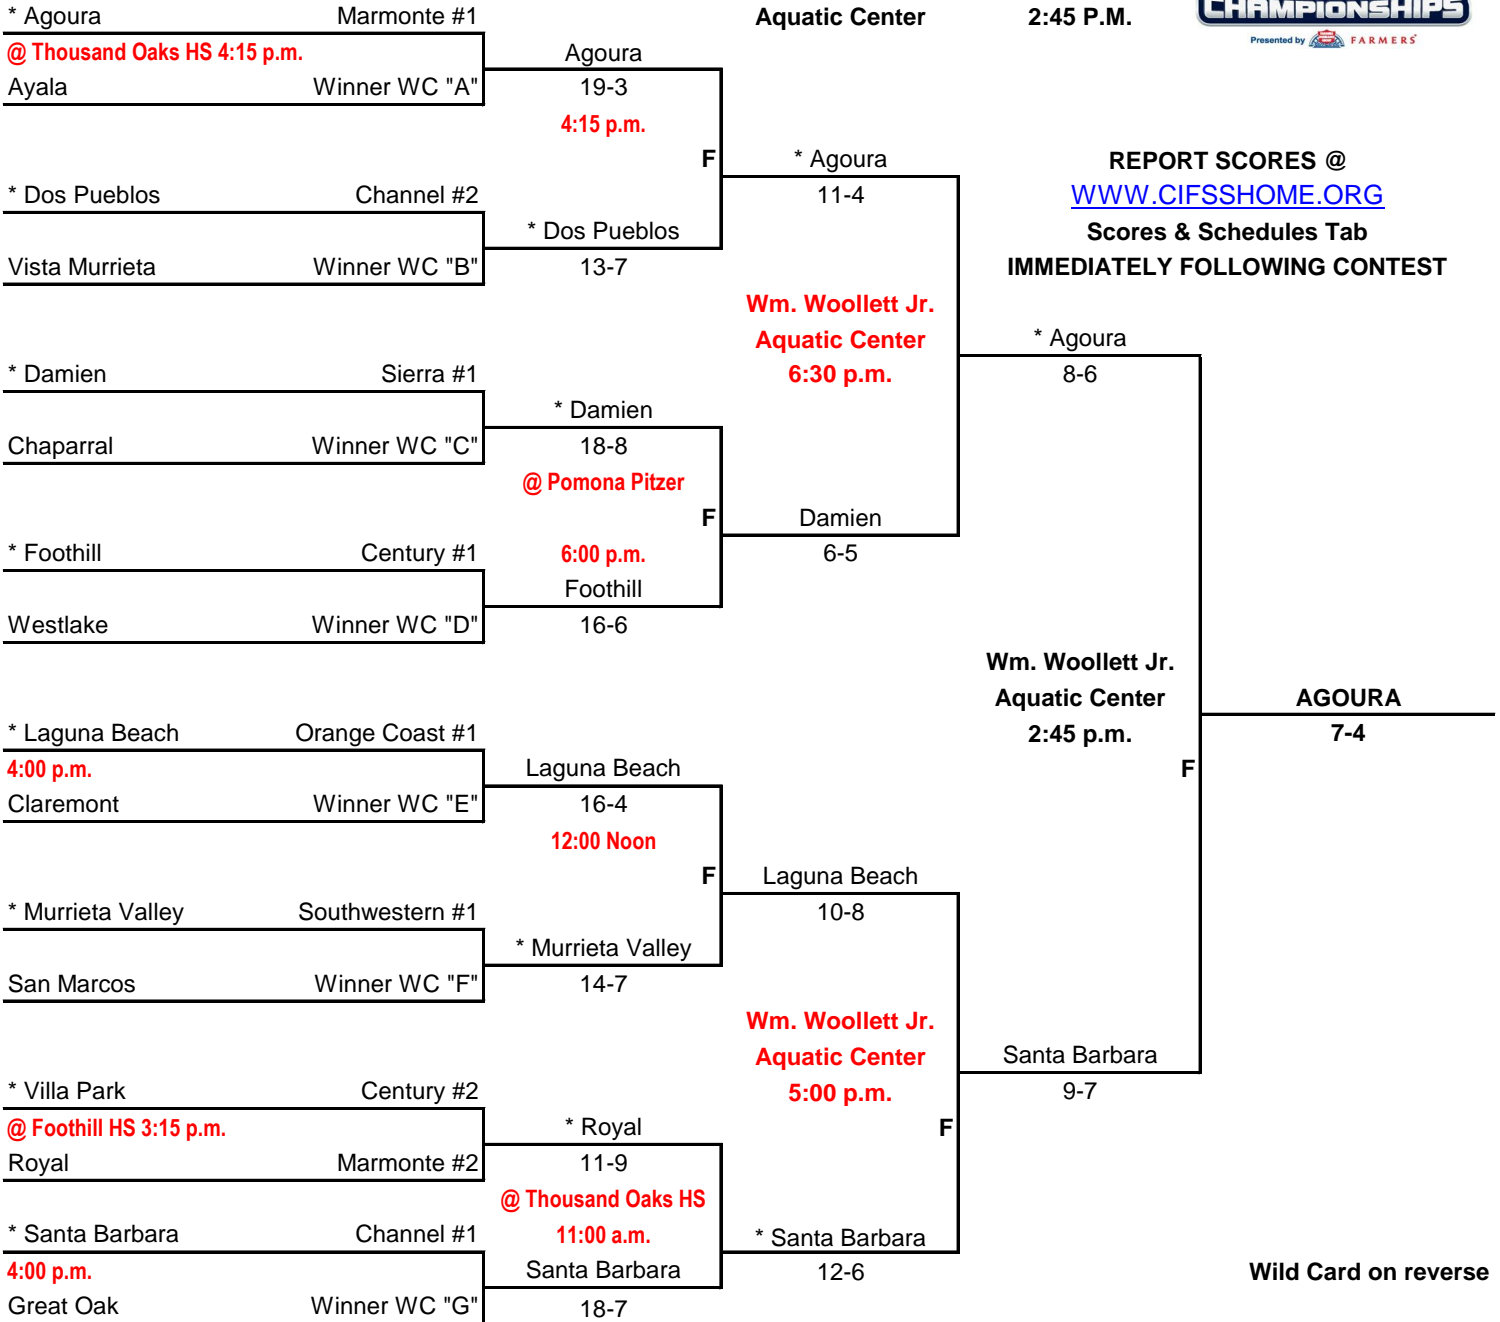 * Agoura Marmonte #1 Aquatic Center 2:45 P.M. CHAMPIONSHIPS
Presented by FARMERS
@ Thousand Oaks HS 4:15 p.m. Agoura
Ayala Winner WC "A" 19-3
4:15 p.m.
F * Agoura REPORT SCORES @
* Dos Pueblos Channel #2 11-4 WWW.CIFSSHOME.ORG
* Dos Pueblos Scores & Schedules Tab
Vista Murrieta Winner WC "B" 13-7 IMMEDIATELY FOLLOWING CONTEST
Wm. Woollett Jr.
Aquatic Center * Agoura
* Damien Sierra #1 6:30 p.m. 8-6
* Damien
Chaparral Winner WC "C" 18-8
@ Pomona Pitzer
F Damien
* Foothill Century #1 6:00 p.m. 6-5
Foothill
Westlake Winner WC "D" 16-6
Wm. Woollett Jr.
Aquatic Center AGOURA
* Laguna Beach Orange Coast #1 2:45 p.m. 7-4
4:00 p.m. Laguna Beach F
Claremont Winner WC "E" 16-4
12:00 Noon
F Laguna Beach
* Murrieta Valley Southwestern #1 10-8
* Murrieta Valley
San Marcos Winner WC "F" 14-7
Wm. Woollett Jr.
Aquatic Center Santa Barbara
* Villa Park Century #2 5:00 p.m. 9-7
@ Foothill HS 3:15 p.m. * Royal F
Royal Marmonte #2 11-9
@ Thousand Oaks HS
* Santa Barbara Channel #1 11:00 a.m. * Santa Barbara
4:00 p.m. Santa Barbara 12-6 Wild Card on reverse
Great Oak Winner WC "G" 18-7